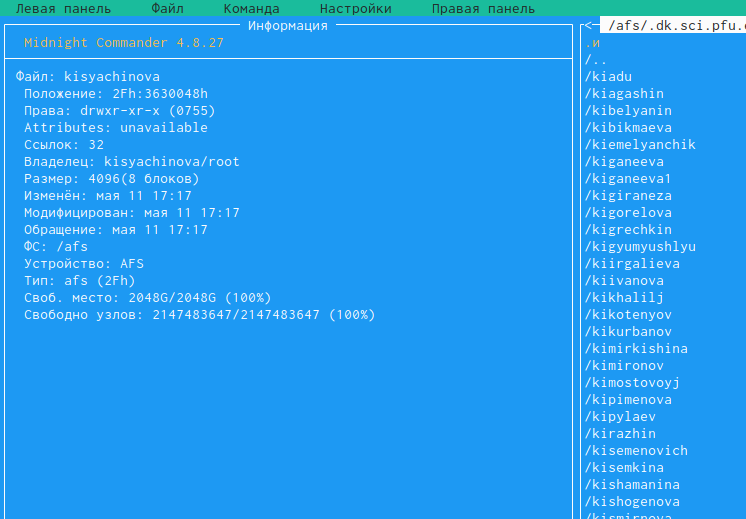 Левая панель Файл Команда Настройки Правая панель
Информация
Midnight Commander 4.8.27
Файл: kisyachinova
Положение: 2Fh:3630048h
Права: drwxr-xr-x (0755)
Attributes: unavailable
Ссылок: 32
Владелец: kisyachinova/root
Размер: 4096(8 блоков)
Изменён: мая 11 17:17
Модифицирован: мая 11 17:17
Обращение: мая 11 17:17
ФС: /afs
Устройство: AFS
Тип: afs (2Fh)
Своб. место: 2048G/2048G (100%)
Свободно узлов: 2147483647/2147483647 (100%)
<— /afs/.dk.sci.pfu.
.и
/..
/kiadu
/kiagashin
/kibelyanin
/kibikmaeva
/kiemelyanchik
/kiganeeva
/kiganeeva1
/kigiraneza
/kigorelova
/kigrechkin
/kigyumyushlyu
/kiirgalieva
/kiivanova
/kikhalilj
/kikotenyov
/kikurbanov
/kimirkishina
/kimironov
/kimostovoyj
/kipimenova
/kipylaev
/kirazhin
/kisemenovich
/kisemkina
/kishamanina
/kishogenova
/kismirnova